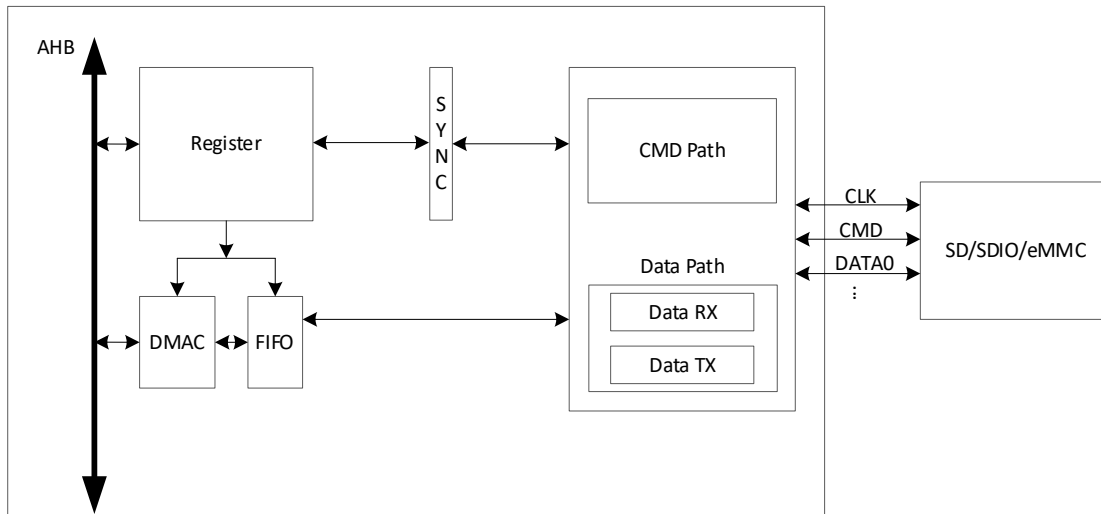 AHB
Register
S
Y
N
C
CMD Path
CLK
CMD
DATA0
...
SD/SDIO/eMMC
Data Path
Data RX
Data TX
DMAC
FIFO